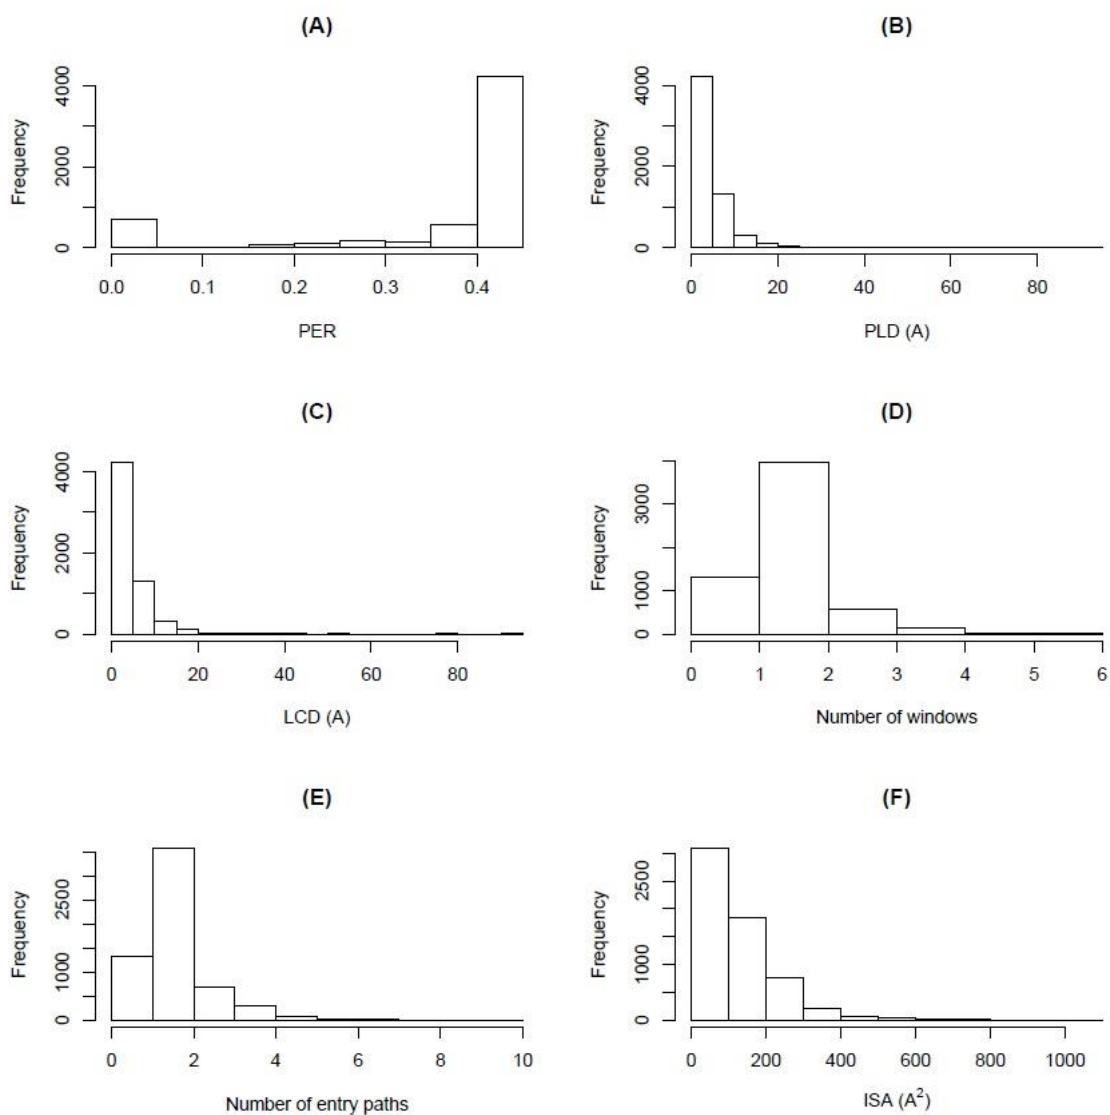 (A)
Frequency
4000
2000
0
0.0 0.1 0.2 0.3 0.4
PER
(B)
Frequency
4000
2000
0
0 20 40 60 80
PLD (A)
(C)
Frequency
4000
2000
0
0 20 40 60 80
LCD (A)
(D)
Frequency
3000
1000
0
0 1 2 3 4 5 6
Number of windows
(E)
Frequency
2500
1000
0
0 2 4 6 8 10
Number of entry paths
(F)
Frequency
2500
1000
0
0 200 400 600 800 1000
ISA (A²)